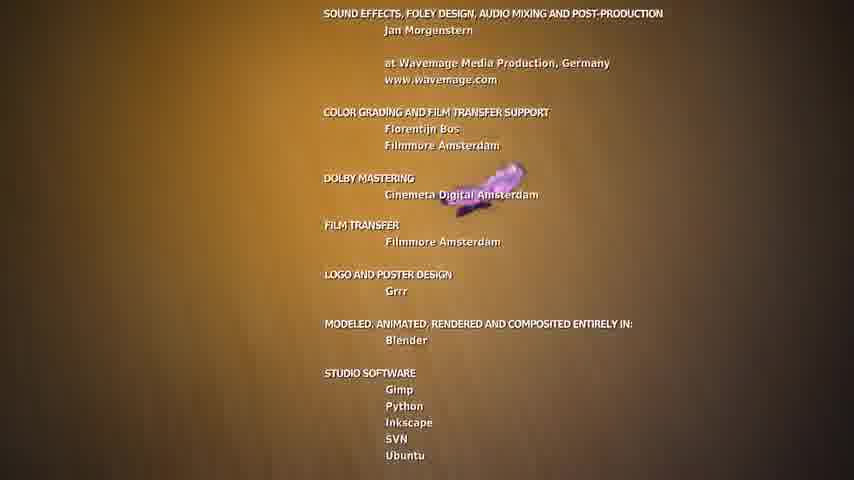 SOUND EFFECTS, FOLEY DESIGN, AUDIO MIXING AND POST-PRODUCTION
Jan Morgenstern
at Wavemage Media Production, Germany
www.wavemage.com
COLOR GRADING AND FILM TRANSFER SUPPORT
Florentijn Bos
Filmmore Amsterdam
DOLBY MASTERING
Cinemeta Digital Amsterdam
FILM TRANSFER
Filmmore Amsterdam
LOGO AND POSTER DESIGN
Grrr
MODELED, ANIMATED, RENDERED AND COMPOSITED ENTIRELY IN:
Blender
STUDIO SOFTWARE
Gimp
Python
Inkscape
SVN
Ubuntu